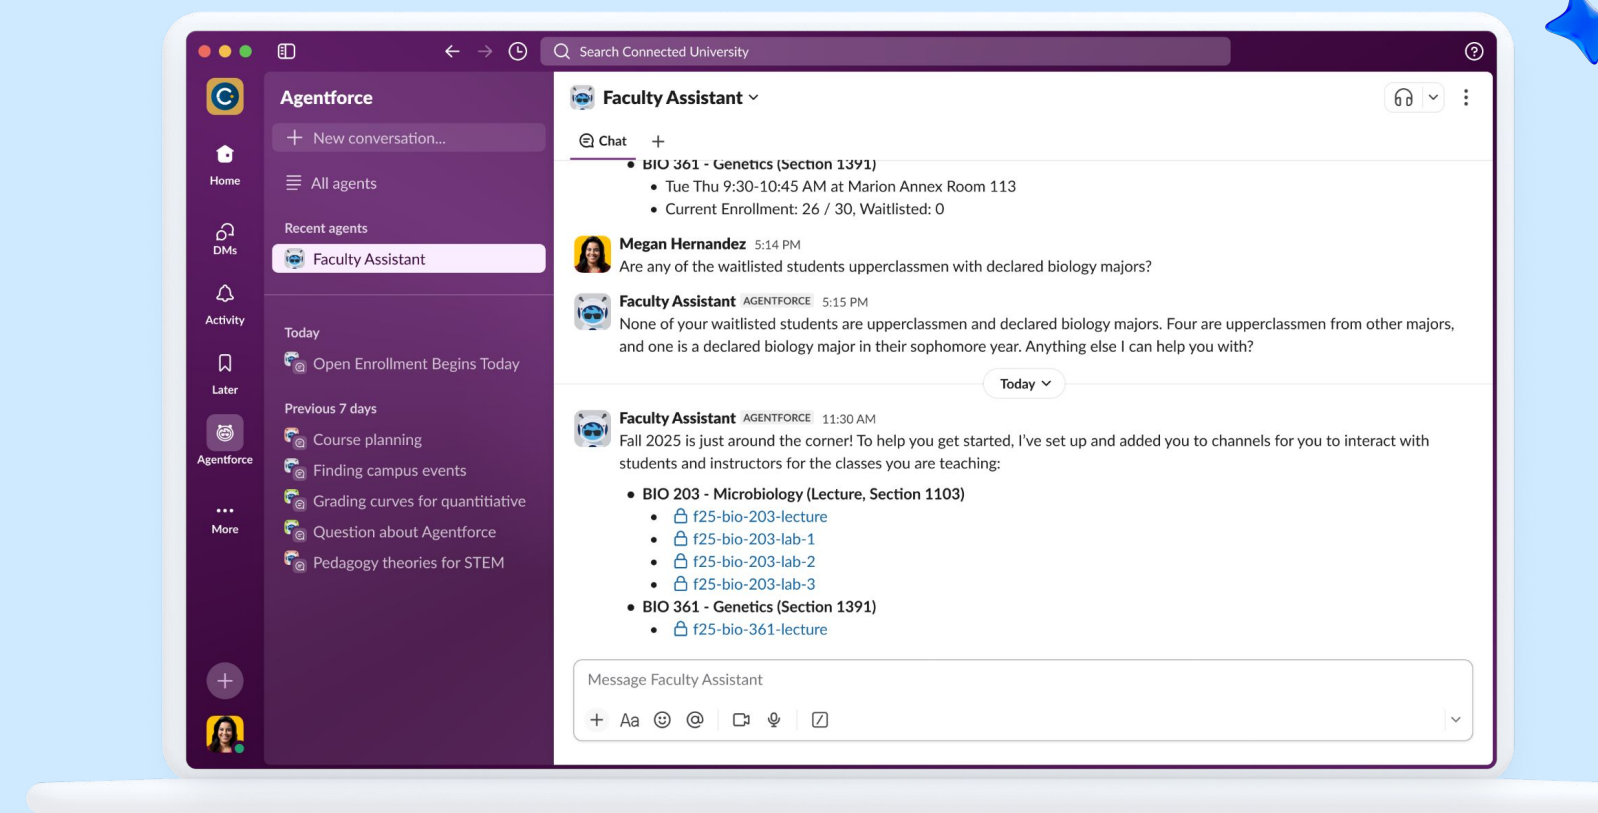 Search Connected University
Agentforce
New conversation...
All agents
Recent agents
Faculty Assistant
Today
Open Enrollment Begins Today
Previous 7 days
Course planning
Finding campus events
Grading curves for quantitiative
Question about Agentforce
Pedagogy theories for STEM
C
Home
DMs
Activity
Later
Agentforce
More
Faculty Assistant
Chat
• BIO 361 - Genetics (Section 1391)
• Tue Thu 9:30-10:45 AM at Marion Annex Room 113
• Current Enrollment: 26 / 30, Waitlisted: 0
Megan Hernandez 5:14 PM
Are any of the waitlisted students upperclassmen with declared biology majors?
Faculty Assistant AGENTFORCE 5:15 PM
None of your waitlisted students are upperclassmen and declared biology majors. Four are upperclassmen from other majors,
and one is a declared biology major in their sophomore year. Anything else I can help you with?
Today
Faculty Assistant AGENTFORCE 11:30 AM
Fall 2025 is just around the corner! To help you get started, I've set up and added you to channels for you to interact with
students and instructors for the classes you are teaching:
• BIO 203 - Microbiology (Lecture, Section 1103)
• f25-bio-203-lecture
• f25-bio-203-lab-1
• f25-bio-203-lab-2
• f25-bio-203-lab-3
• BIO 361 - Genetics (Section 1391)
• f25-bio-361-lecture
Message Faculty Assistant
Aa